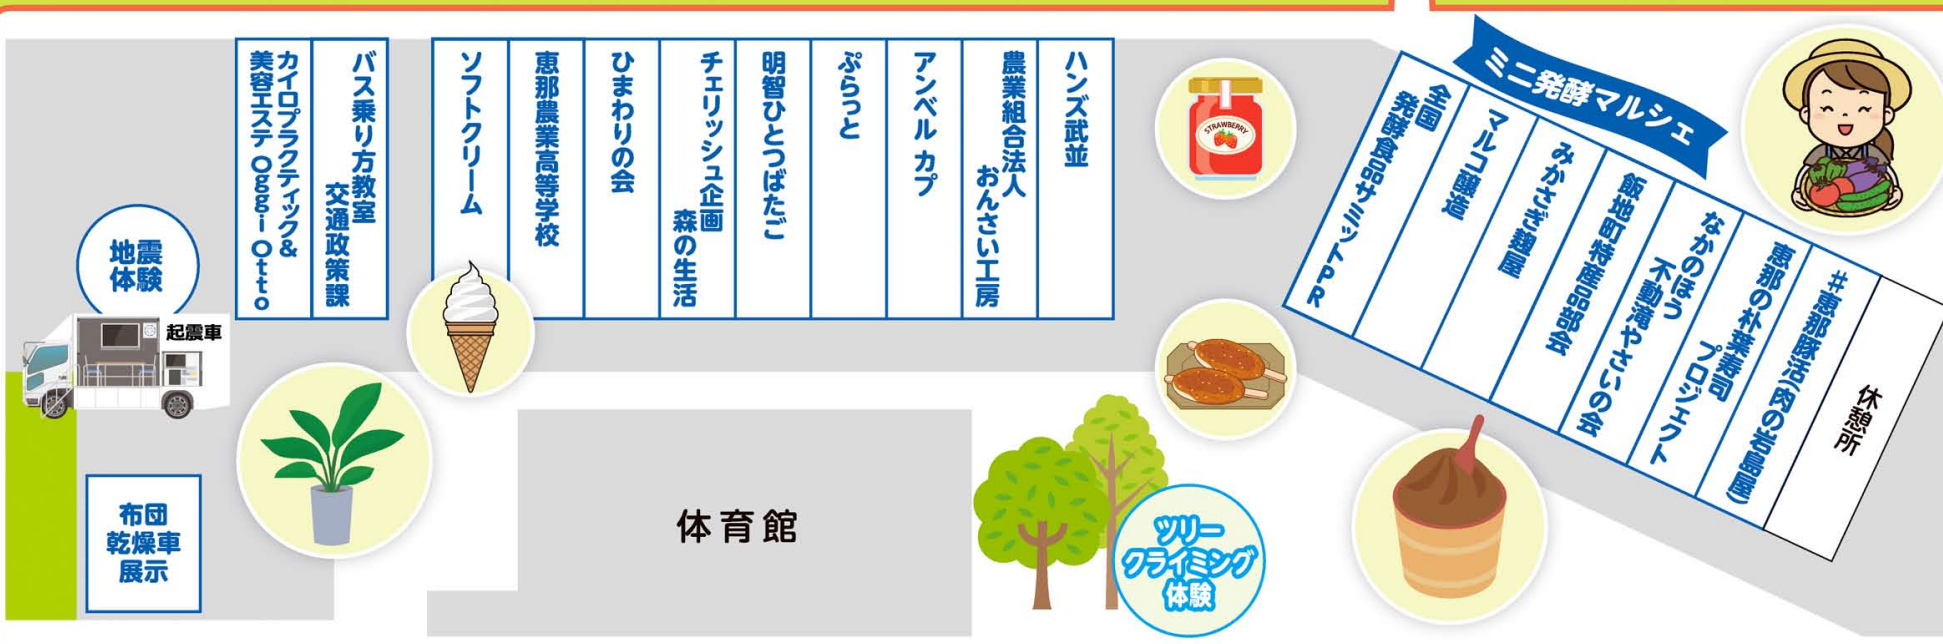 カイロプラクティック&
美容エステ Oggi Otto
バス乗り方教室
交通政策課
ソフトクリーム
恵那農業高等学校
ひまわりの会
チェリッシュ企画
森の生活
明智ひとつばたご
ぷらっと
アンベル カプ
農業組合法人
おんさい工房
ハンズ武並
ミニ発酵マルシェ
全国
発酵食品サミットPR
マルコ醸造
みかさぎ麹屋
飯地町特産品部会
なかのほう
不動滝やさいの会
恵那の朴葉寿司
プロジェクト
#恵那豚活(肉の岩島屋)
休憩所
STRAWBERRY
地震
体験
起震車
布団
乾燥車
展示
体育館
ツリー
クライミング
体験